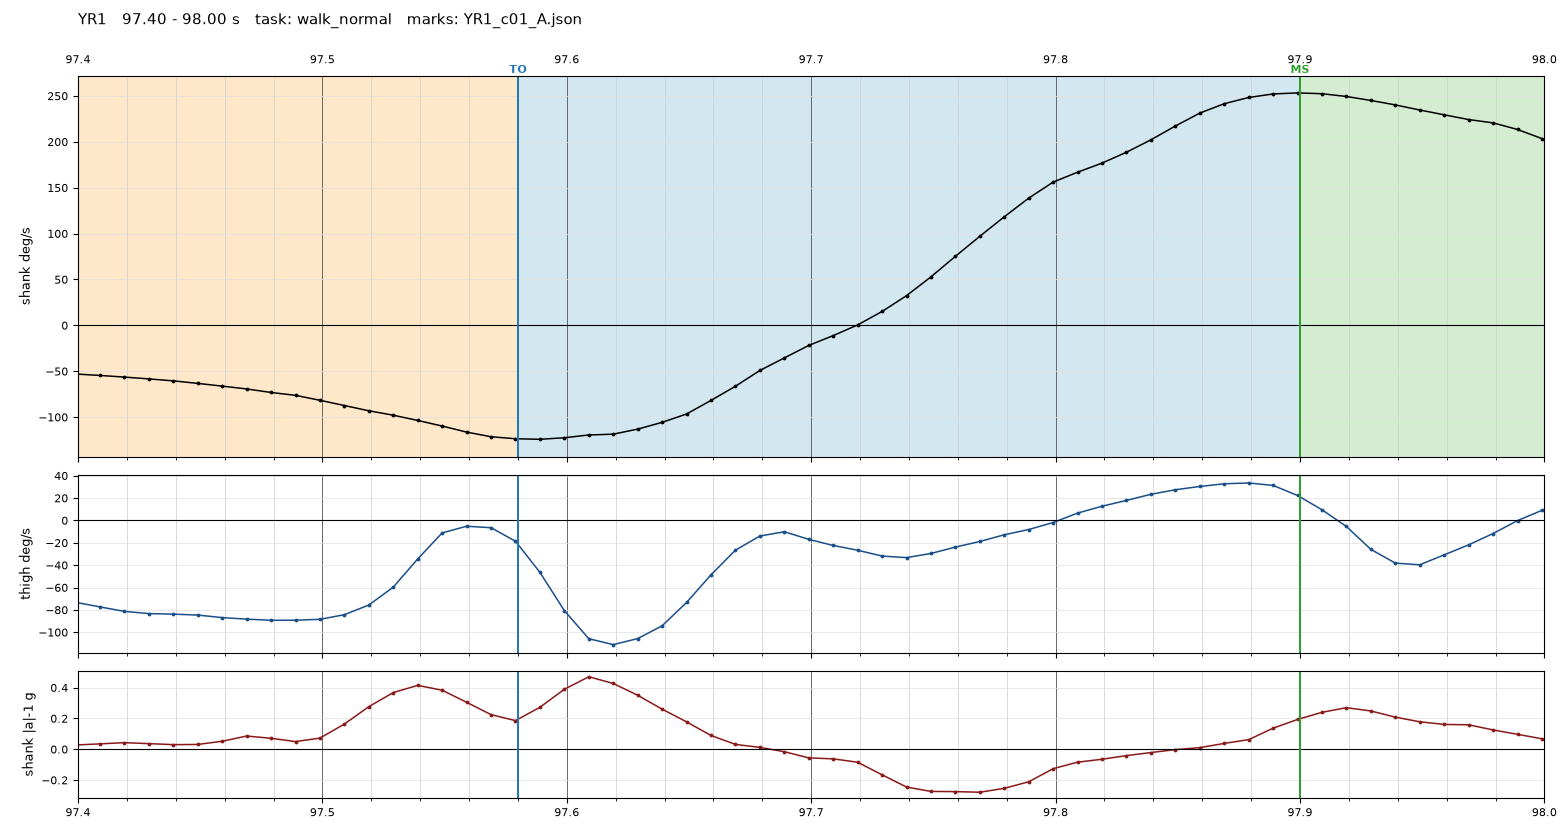 YR1   97.40 - 98.00 s   task: walk_normal   marks: YR1_c01_A.json
97.4 97.5 97.6 97.7 97.8 97.9 98.0
TO MS
250
200
150
100
50
0
−50
−100
shank deg/s
40
20
0
−20
−40
−60
−80
−100
thigh deg/s
0.4
0.2
0.0
−0.2
shank |a|-1 g
97.4 97.5 97.6 97.7 97.8 97.9 98.0